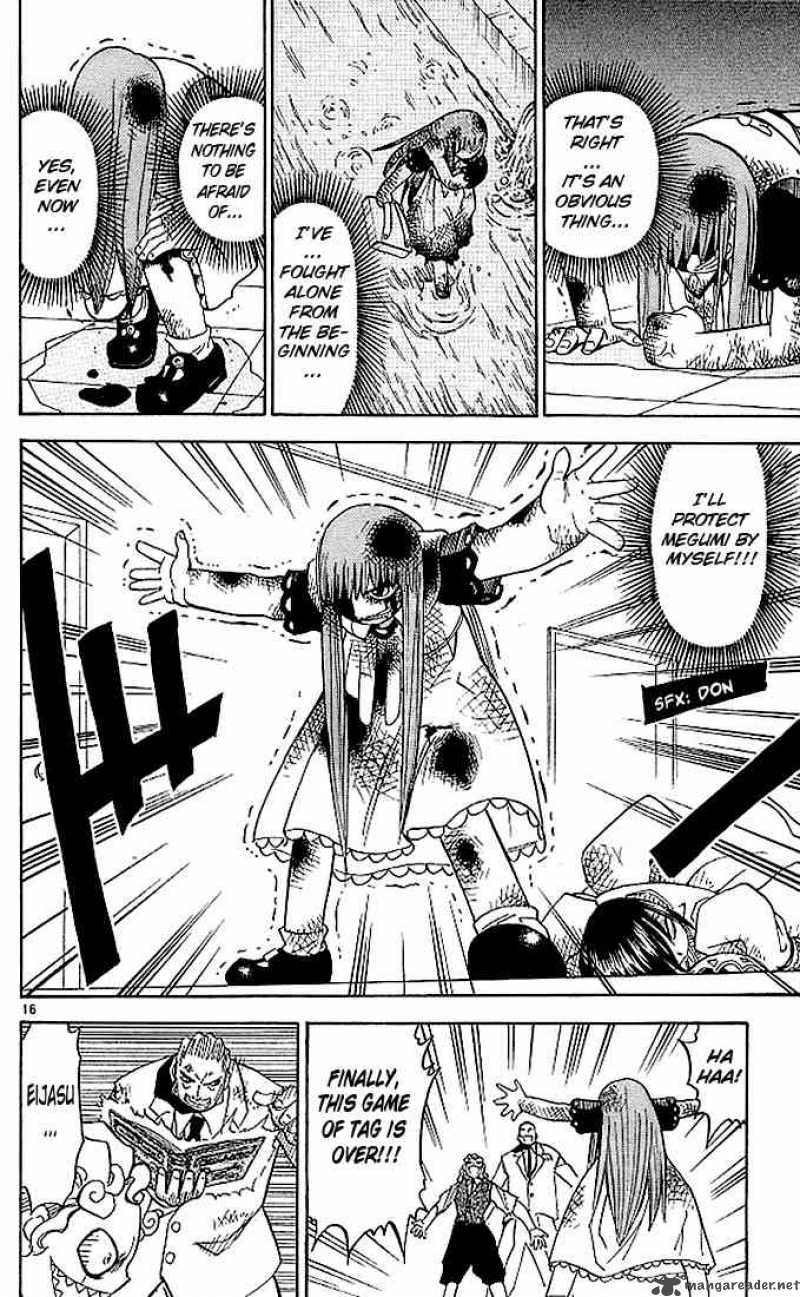 THAT'S
RIGHT
...
IT'S AN
OBVIOUS
THING...
I'VE
...
FOUGHT
ALONE
FROM
THE BE-
GINNING
...
THERE'S
NOTHING
TO BE
AFRAID
OF...
YES,
EVEN
NOW
...
I'LL
PROTECT
MEGUMI BY
MYSELF!!!
SFX: DON
16
HA
HAA!
FINALLY,
THIS GAME
OF TAG IS
OVER!!!
EIJASU
...
mangareader.net